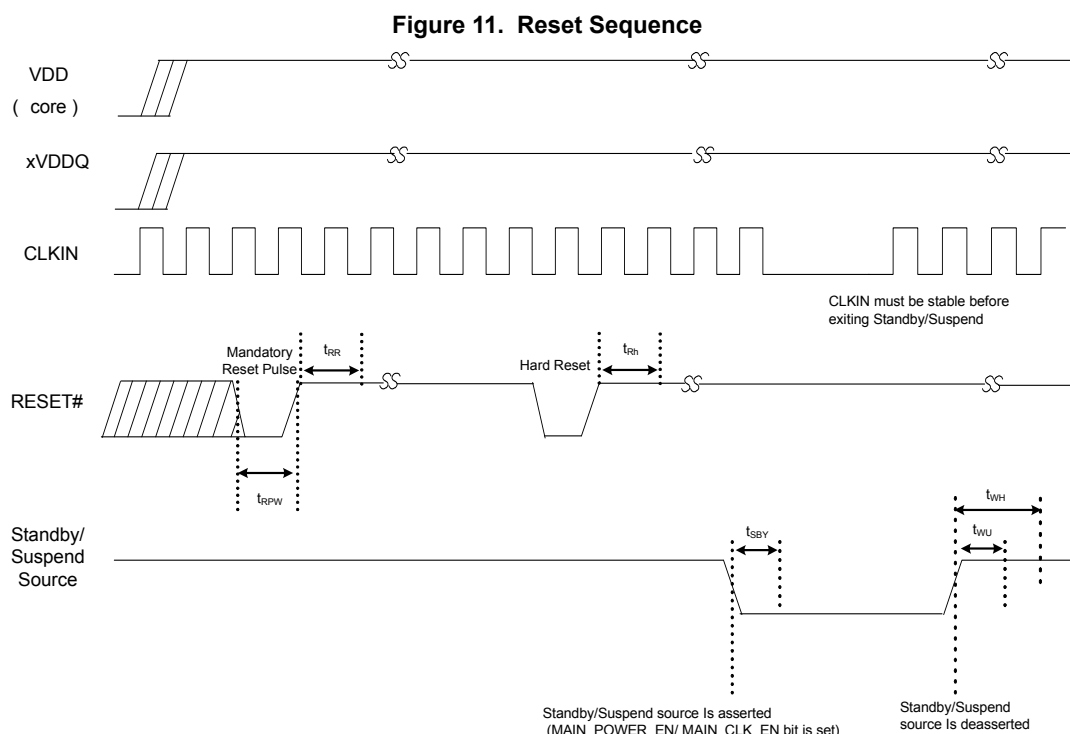 Figure 11. Reset Sequence
VDD
( core )
xVDDQ
CLKIN
CLKIN must be stable before
exiting Standby/Suspend
Mandatory
Reset Pulse
tRR
Hard Reset
tRh
RESET#
tRPW
tWH
Standby/
Suspend
Source
tSBY
tWU
Standby/Suspend source Is asserted
(MAIN_POWER_EN/ MAIN_CLK_EN bit is set)
Standby/Suspend
source Is deasserted